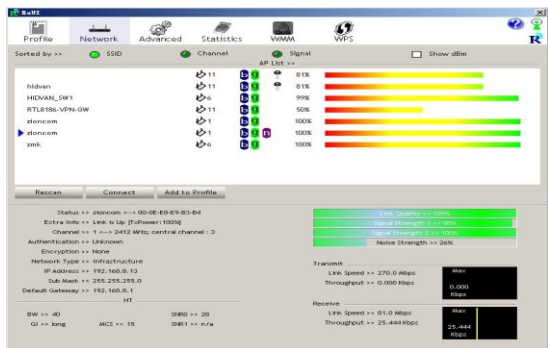 RaUI
Profile Network Advanced Statistics WMM WPS
Sorted by >> SSID Channel Signal Show dBm
AP List >>
11 b g 81%
hidvan 11 b g 81%
HIDVAN_SW1 6 b g 99%
RTL8186-VPN-GW 11 b g 50%
zioncom 1 b g 100%
zioncom 1 b g n 100%
zmk 6 b g 100%
Rescan Connect Add to Profile
Status >> zioncom <--> 00-0E-E8-E9-B3-B4
Extra Info >> Link is Up [TxPower:100%]
Channel >> 1 <--> 2412 MHz; central channel : 3
Authentication >> Unknown
Encryption >> None
Network Type >> Infrastructure
IP Address >> 192.168.0.13
Sub Mask >> 255.255.255.0
Default Gateway >> 192.168.0.1
HT
BW >> 40 SNR0 >> 28
GI >> long MCS >> 15 SNR1 >> n/a
Link Quality >> 100%
Signal Strength 1 >> 98%
Signal Strength 2 >> 100%
Noise Strength >> 26%
Transmit
Link Speed >> 270.0 Mbps
Throughput >> 0.000 Kbps
Max
0.000
Kbps
Receive
Link Speed >> 81.0 Mbps
Throughput >> 25.444 Kbps
Max
25.444
Kbps